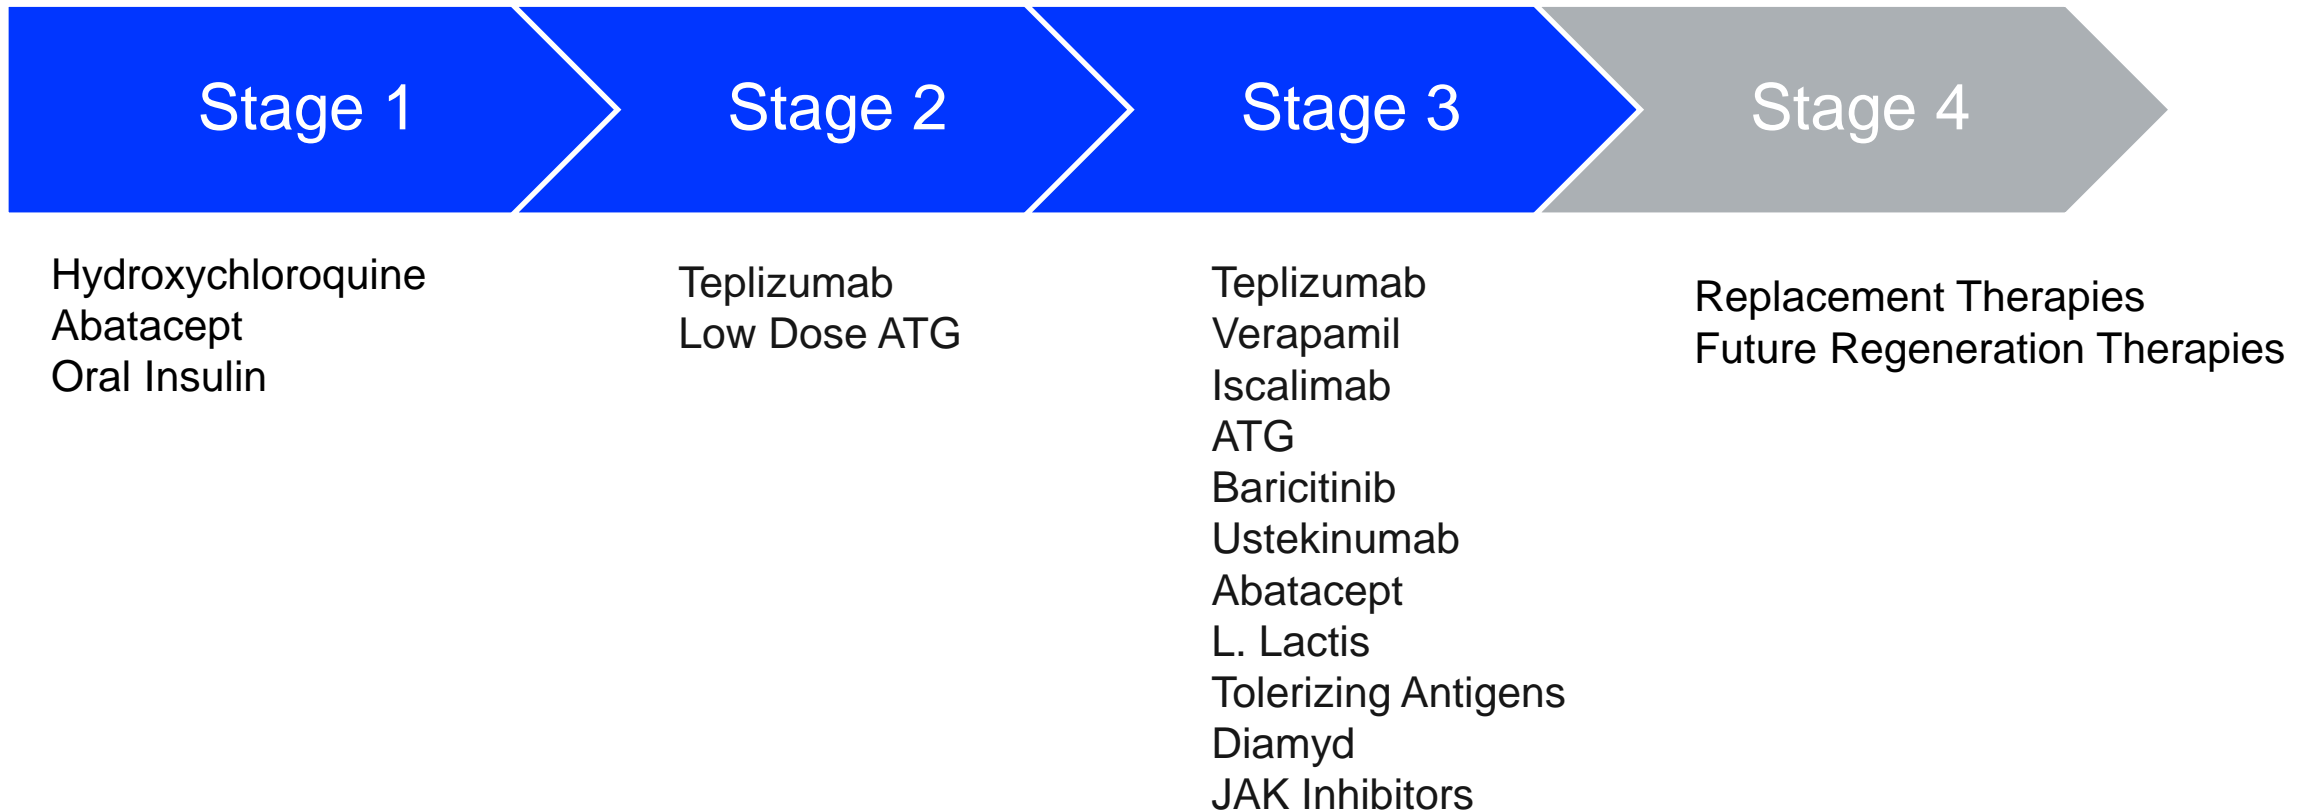 Stage 1
Stage 2
Stage 3
Stage 4
Hydroxychloroquine
Abatacept
Oral Insulin
Teplizumab
Low Dose ATG
Teplizumab
Verapamil
Iscalimab
ATG
Baricitinib
Ustekinumab
Abatacept
L. Lactis
Tolerizing Antigens
Diamyd
JAK Inhibitors
Replacement Therapies
Future Regeneration Therapies